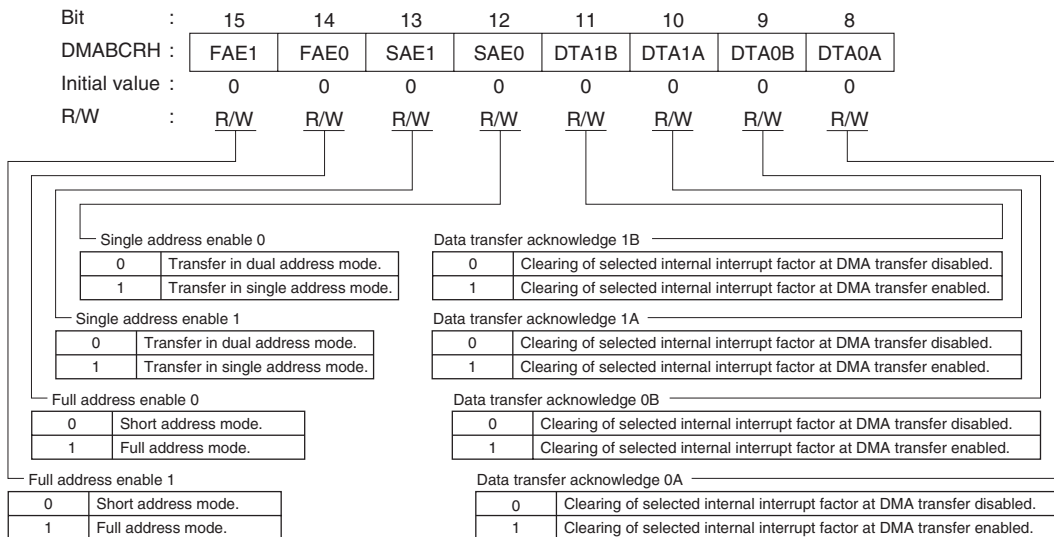 Bit : 15 14 13 12 11 10 9 8
DMABCRH : FAE1 FAE0 SAE1 SAE0 DTA1B DTA1A DTA0B DTA0A
Initial value : 0 0 0 0 0 0 0 0
R/W : R/W R/W R/W R/W R/W R/W R/W R/W
Single address enable 0
0 Transfer in dual address mode.
1 Transfer in single address mode.
Data transfer acknowledge 1B
0 Clearing of selected internal interrupt factor at DMA transfer disabled.
1 Clearing of selected internal interrupt factor at DMA transfer enabled.
Single address enable 1
0 Transfer in dual address mode.
1 Transfer in single address mode.
Data transfer acknowledge 1A
0 Clearing of selected internal interrupt factor at DMA transfer disabled.
1 Clearing of selected internal interrupt factor at DMA transfer enabled.
Full address enable 0
0 Short address mode.
1 Full address mode.
Data transfer acknowledge 0B
0 Clearing of selected internal interrupt factor at DMA transfer disabled.
1 Clearing of selected internal interrupt factor at DMA transfer enabled.
Full address enable 1
0 Short address mode.
1 Full address mode.
Data transfer acknowledge 0A
0 Clearing of selected internal interrupt factor at DMA transfer disabled.
1 Clearing of selected internal interrupt factor at DMA transfer enabled.